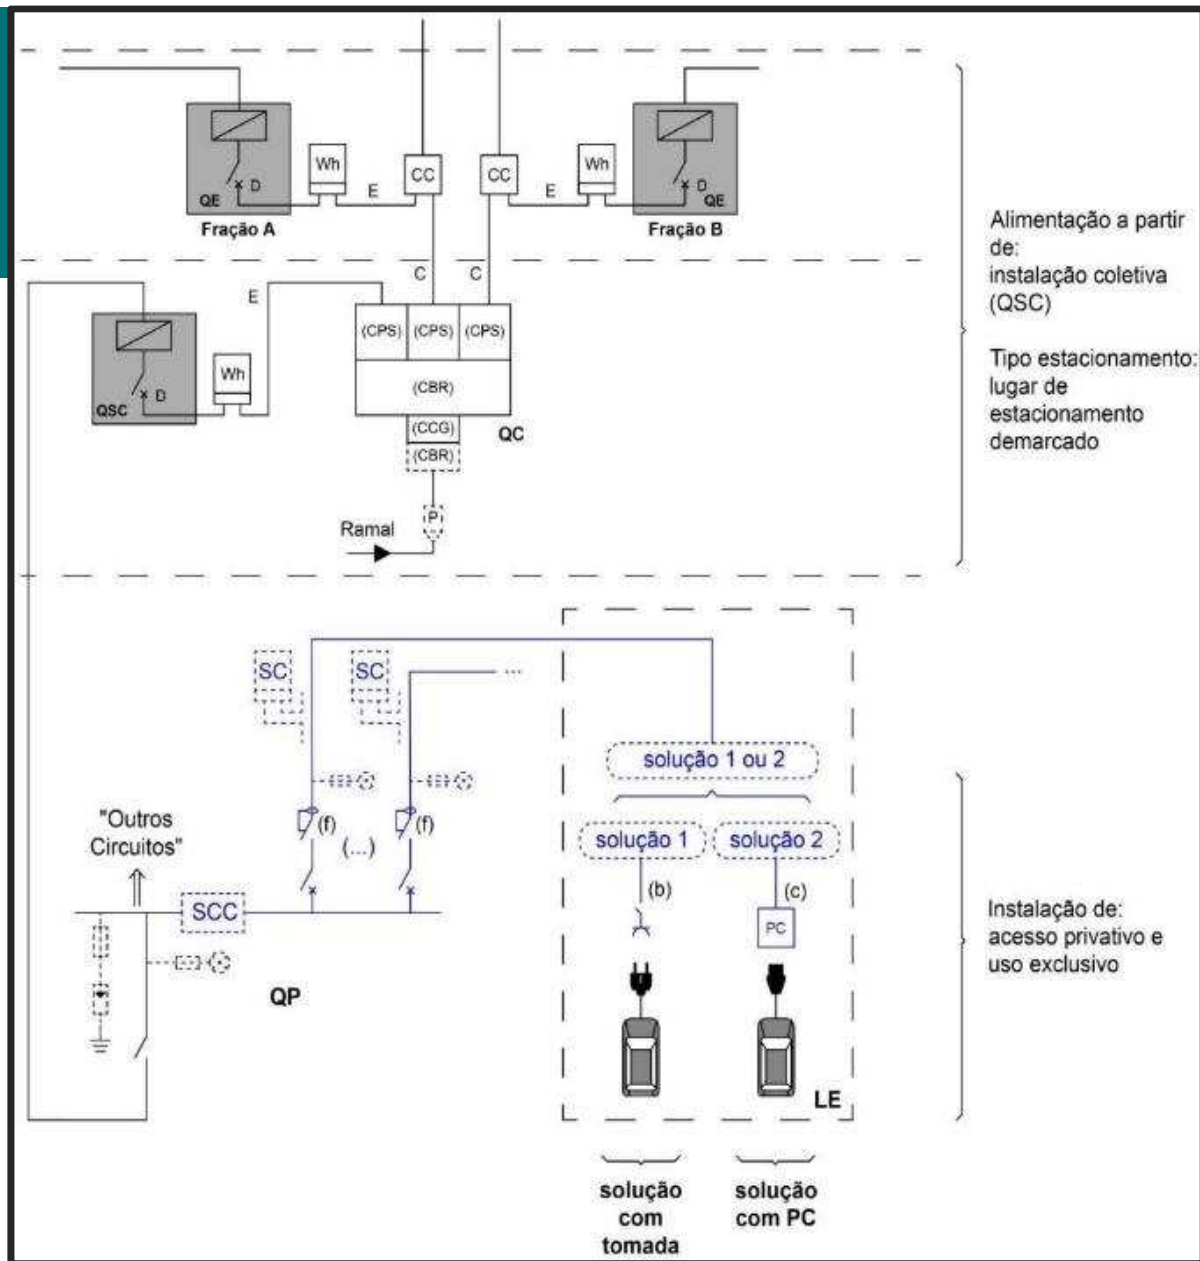 Wh
CC
CC
Wh
D
E
E
D
QE
QE
Fração A
Fração B
C
C
E
(CPS)
(CPS)
(CPS)
Wh
D
QSC
(CBR)
(CCG)
QC
(CBR)
P
Ramal
Alimentação a partir
de:
instalação coletiva
(QSC)
Tipo estacionamento:
lugar de
estacionamento
demarcado
SC
SC
...
solução 1 ou 2
"Outros
Circuitos"
(f)
(...)
(f)
solução 1
solução 2
(b)
(c)
SCC
PC
QP
LE
Instalação de:
acesso privativo e
uso exclusivo
solução
com
tomada
solução
com PC